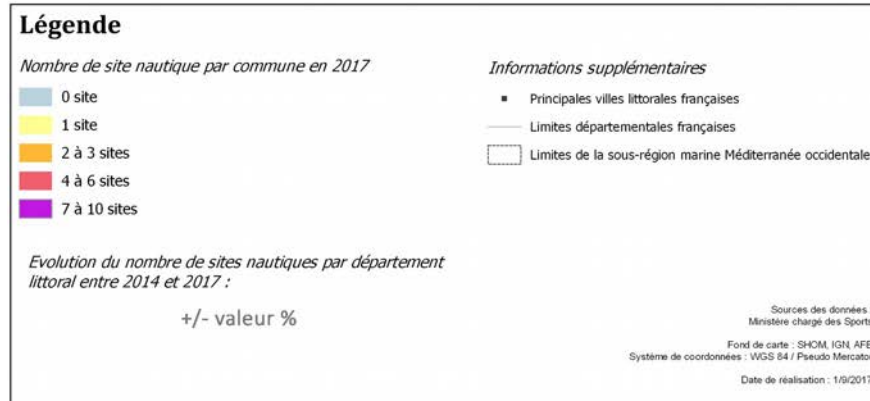 Légende
Nombre de site nautique par commune en 2017
0 site
1 site
2 à 3 sites
4 à 6 sites
7 à 10 sites
Evolution du nombre de sites nautiques par département
littoral entre 2014 et 2017 :
+/- valeur %
Informations supplémentaires
Principales villes littorales françaises
Limites départementales françaises
Limites de la sous-région marine Méditerranée occidentale
Sources des données
Ministère chargé des Sports
Fond de carte : SHOM, IGN, AFB
Système de coordonnées : WGS 84 / Pseudo Mercator
Date de réalisation : 1/9/2017